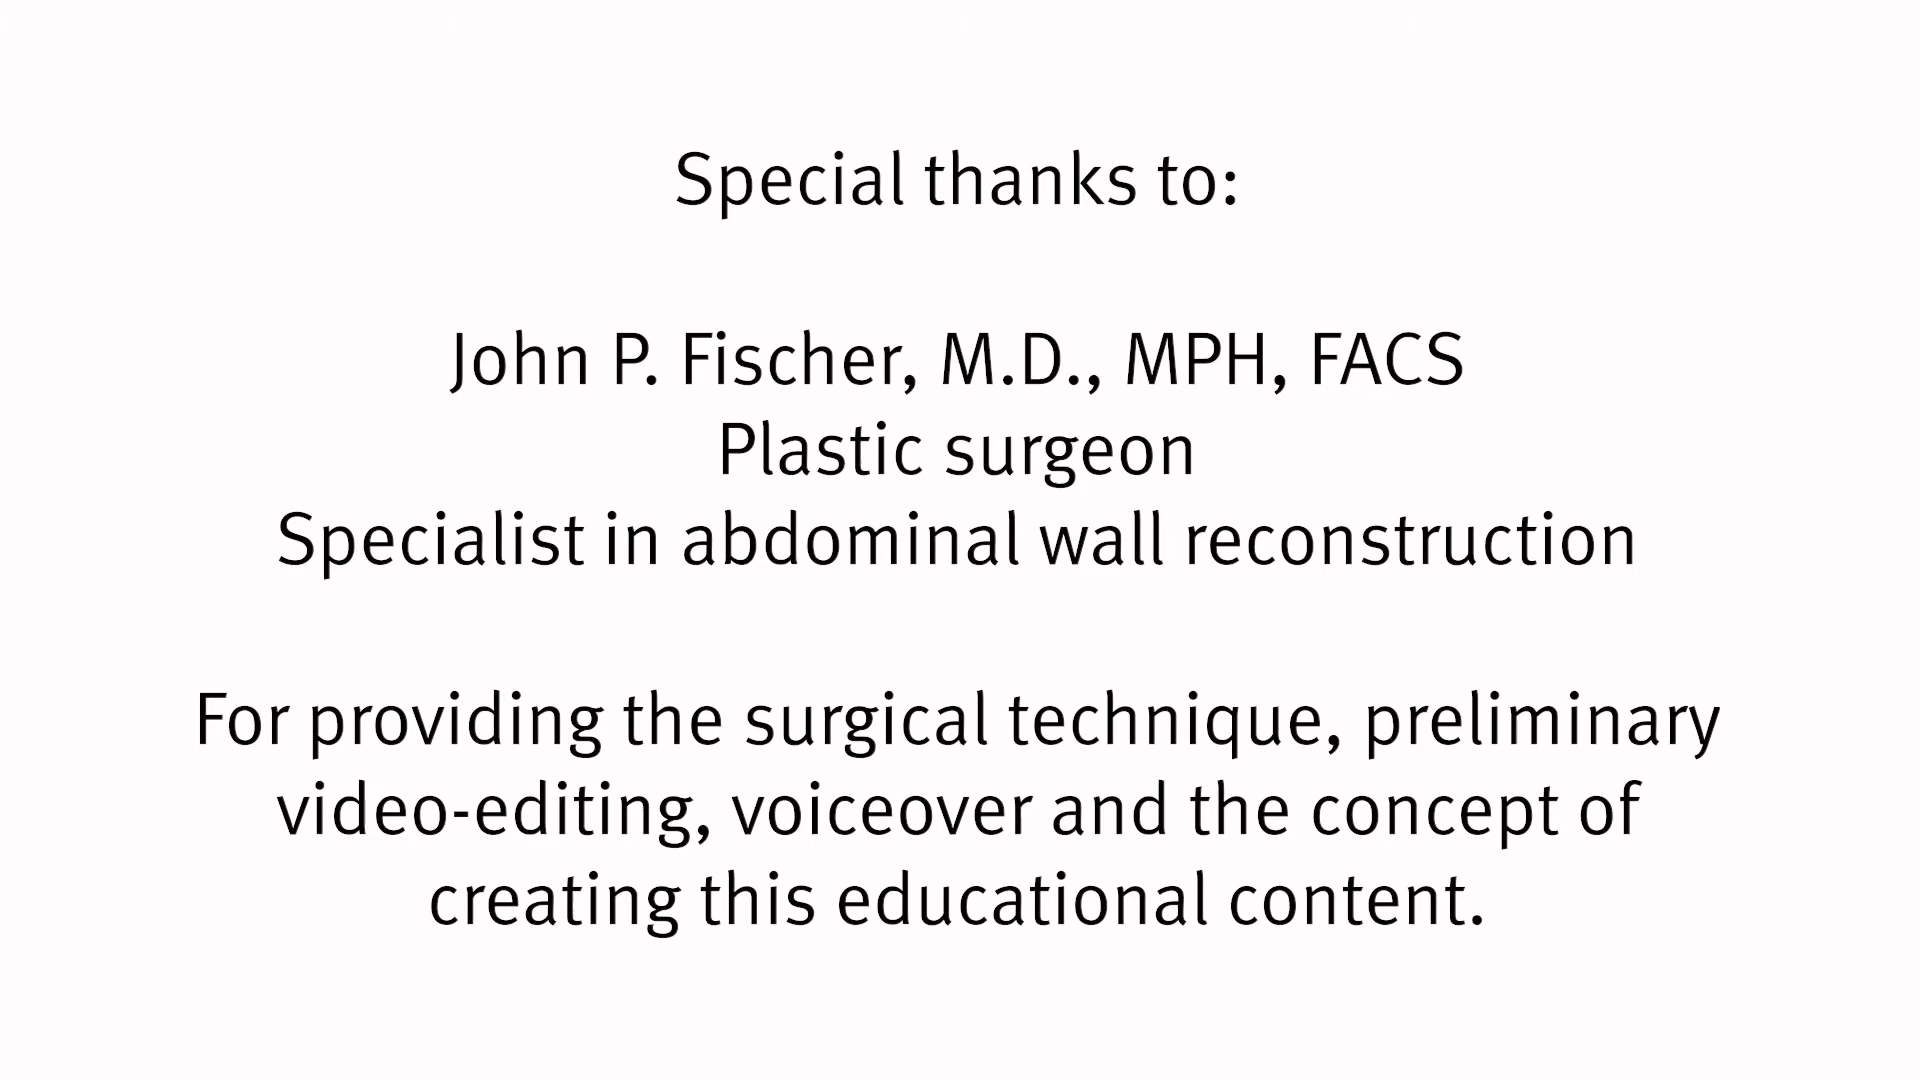 Special thanks to:
John P. Fischer, M.D., MPH, FACS
Plastic surgeon
Specialist in abdominal wall reconstruction
For providing the surgical technique, preliminary
video-editing, voiceover and the concept of
creating this educational content.